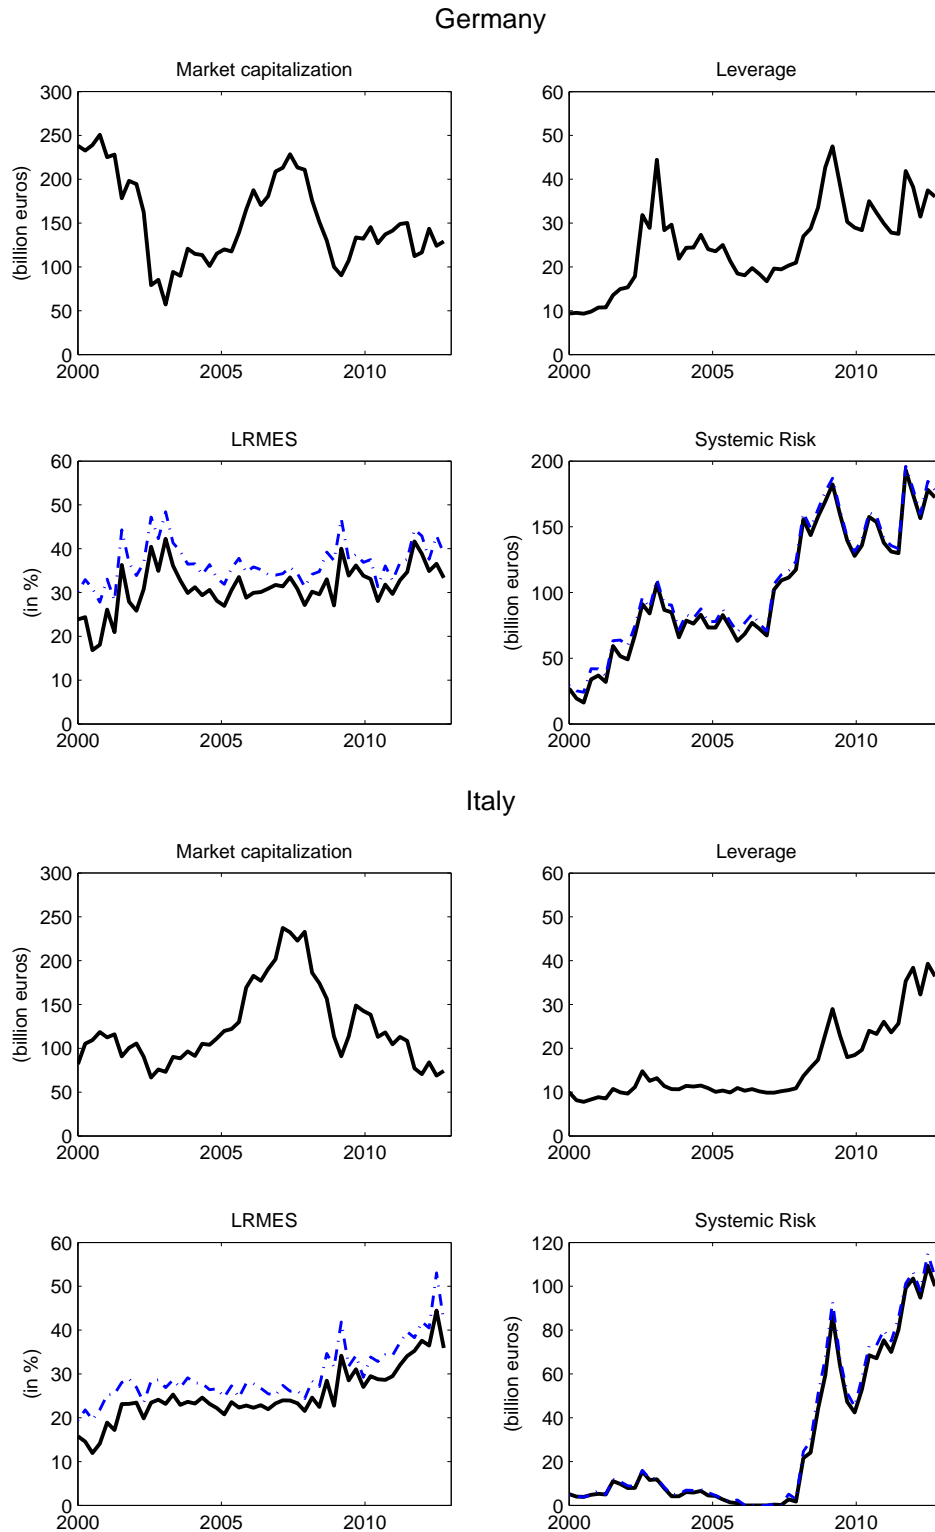 Germany
Market capitalization
Leverage
300
250
200
150
100
50
0
(billion euros)
2000 2005 2010
60
50
40
30
20
10
0
2000 2005 2010
LRMES
Systemic Risk
60
50
40
30
20
10
0
(in %)
2000 2005 2010
200
150
100
50
0
(billion euros)
2000 2005 2010
Italy
Market capitalization
Leverage
300
250
200
150
100
50
0
(billion euros)
2000 2005 2010
60
50
40
30
20
10
0
2000 2005 2010
LRMES
Systemic Risk
60
50
40
30
20
10
0
(in %)
2000 2005 2010
120
100
80
60
40
20
0
(billion euros)
2000 2005 2010